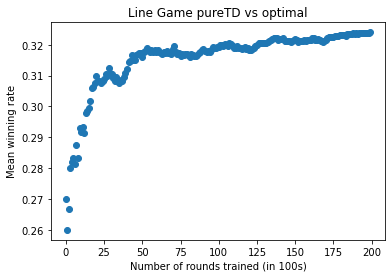 Line Game pureTD vs optimal
Mean winning rate
0.32
0.31
0.30
0.29
0.28
0.27
0.26
0 25 50 75 100 125 150 175 200
Number of rounds trained (in 100s)